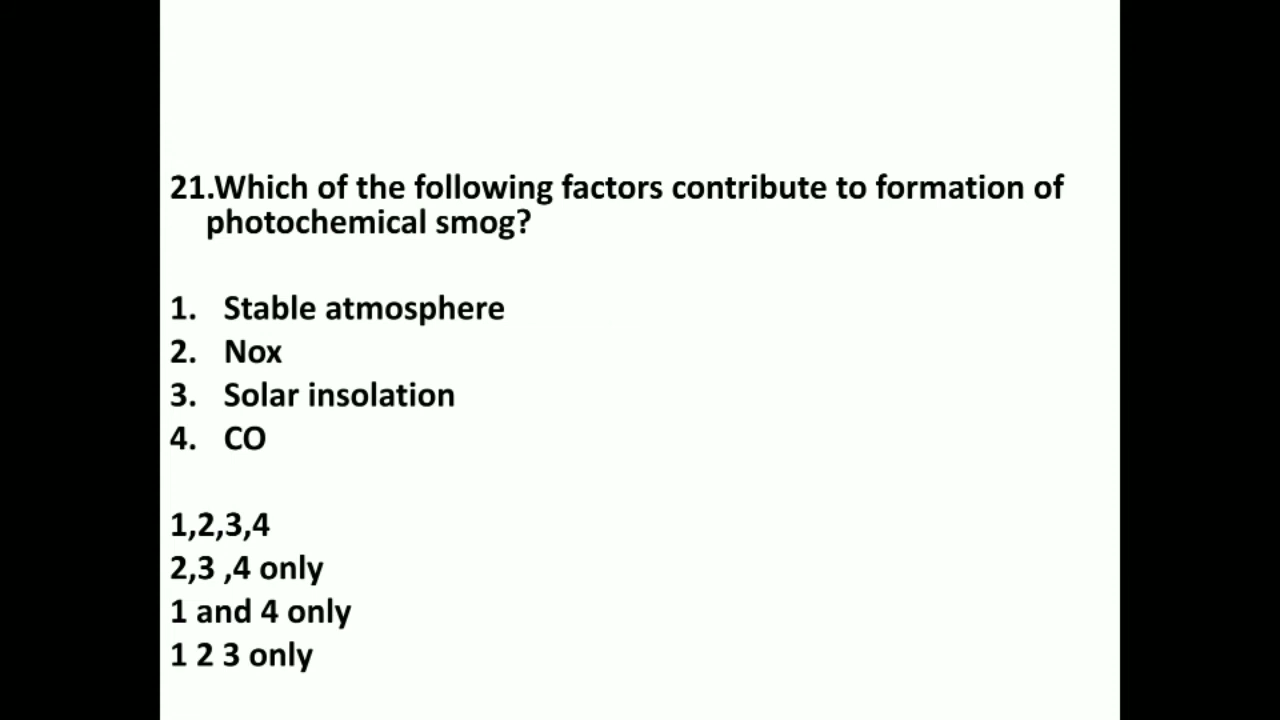 21.Which of the following factors contribute to formation of
photochemical smog?
1. Stable atmosphere
2. Nox
3. Solar insolation
4. CO
1,2,3,4
2,3 ,4 only
1 and 4 only
1 2 3 only